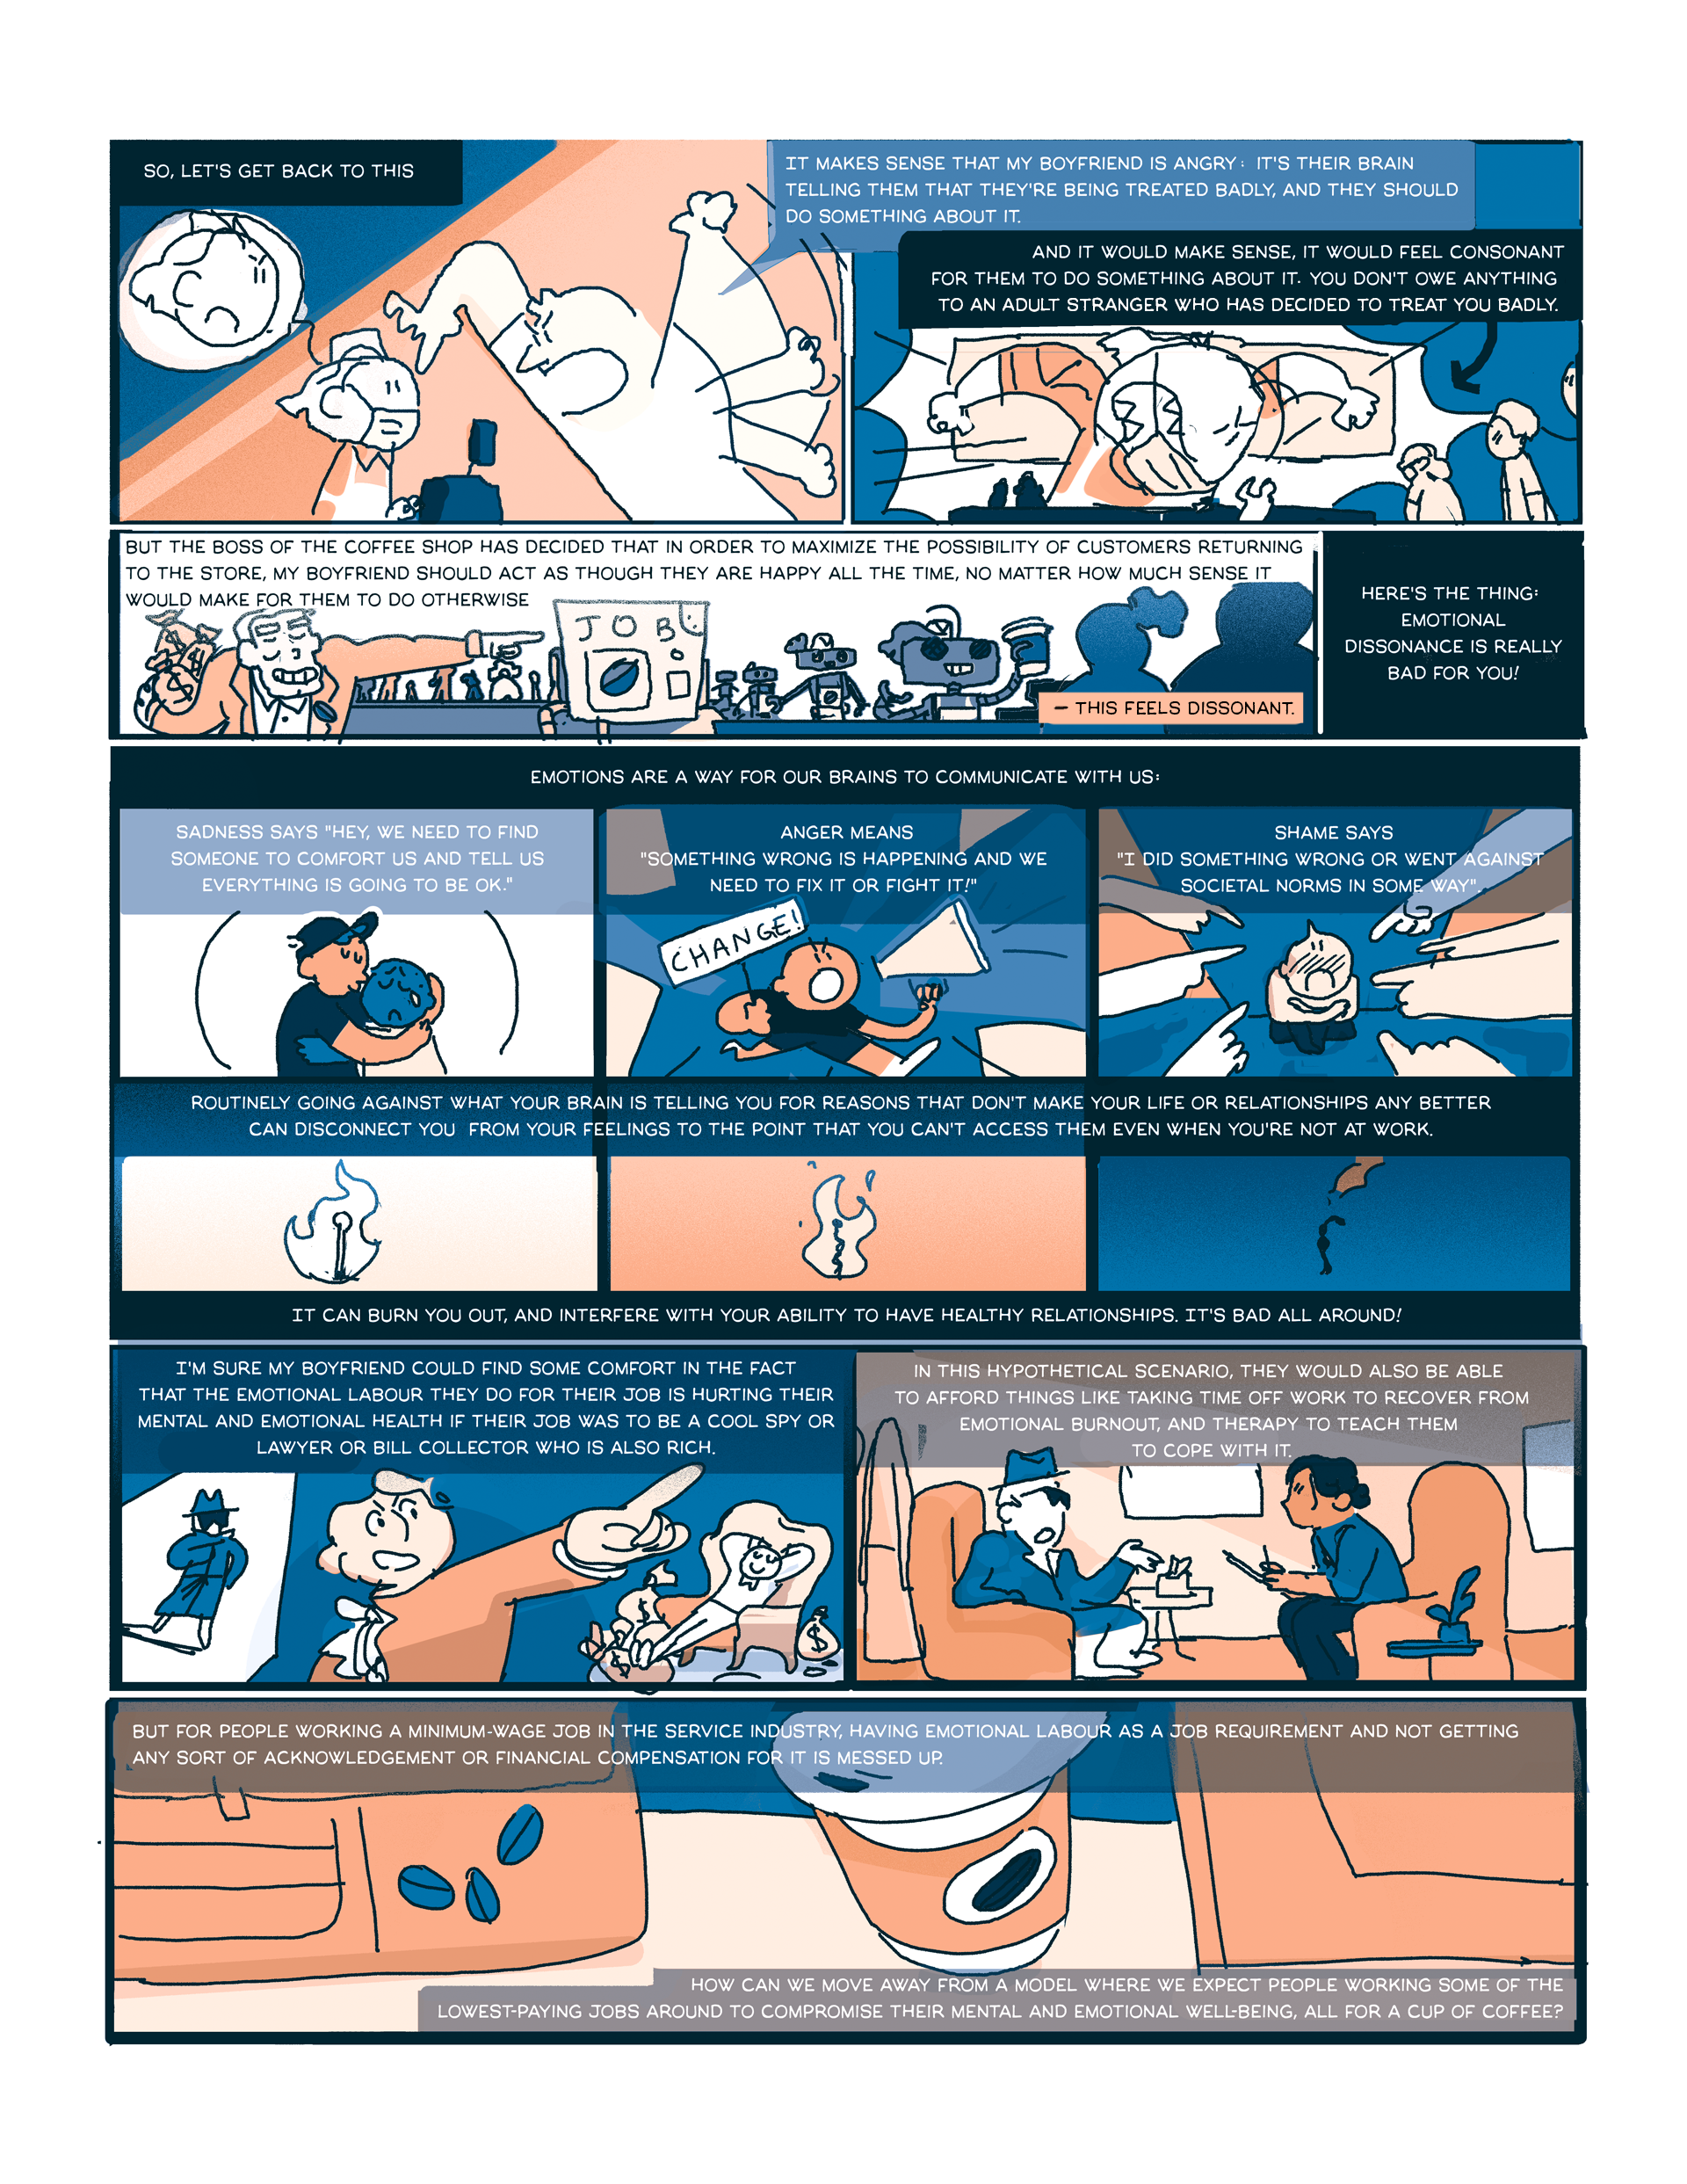 SO, LET'S GET BACK TO THIS
IT MAKES SENSE THAT MY BOYFRIEND IS ANGRY: IT'S THEIR BRAIN
TELLING THEM THAT THEY'RE BEING TREATED BADLY, AND THEY SHOULD
DO SOMETHING ABOUT IT.
AND IT WOULD MAKE SENSE, IT WOULD FEEL CONSONANT
FOR THEM TO DO SOMETHING ABOUT IT. YOU DON'T OWE ANYTHING
TO AN ADULT STRANGER WHO HAS DECIDED TO TREAT YOU BADLY.
BUT THE BOSS OF THE COFFEE SHOP HAS DECIDED THAT IN ORDER TO MAXIMIZE THE POSSIBILITY OF CUSTOMERS RETURNING
TO THE STORE, MY BOYFRIEND SHOULD ACT AS THOUGH THEY ARE HAPPY ALL THE TIME, NO MATTER HOW MUCH SENSE IT
WOULD MAKE FOR THEM TO DO OTHERWISE
$
$
$
JOB
– THIS FEELS DISSONANT.
HERE'S THE THING:
EMOTIONAL
DISSONANCE IS REALLY
BAD FOR YOU!
EMOTIONS ARE A WAY FOR OUR BRAINS TO COMMUNICATE WITH US:
SADNESS SAYS "HEY, WE NEED TO FIND
SOMEONE TO COMFORT US AND TELL US
EVERYTHING IS GOING TO BE OK."
ANGER MEANS
"SOMETHING WRONG IS HAPPENING AND WE
NEED TO FIX IT OR FIGHT IT!"
CHANGE!
SHAME SAYS
"I DID SOMETHING WRONG OR WENT AGAINST
SOCIETAL NORMS IN SOME WAY".
ROUTINELY GOING AGAINST WHAT YOUR BRAIN IS TELLING YOU FOR REASONS THAT DON'T MAKE YOUR LIFE OR RELATIONSHIPS ANY BETTER
CAN DISCONNECT YOU FROM YOUR FEELINGS TO THE POINT THAT YOU CAN'T ACCESS THEM EVEN WHEN YOU'RE NOT AT WORK.
IT CAN BURN YOU OUT, AND INTERFERE WITH YOUR ABILITY TO HAVE HEALTHY RELATIONSHIPS. IT'S BAD ALL AROUND!
I'M SURE MY BOYFRIEND COULD FIND SOME COMFORT IN THE FACT
THAT THE EMOTIONAL LABOUR THEY DO FOR THEIR JOB IS HURTING THEIR
MENTAL AND EMOTIONAL HEALTH IF THEIR JOB WAS TO BE A COOL SPY OR
LAWYER OR BILL COLLECTOR WHO IS ALSO RICH.
$
$
IN THIS HYPOTHETICAL SCENARIO, THEY WOULD ALSO BE ABLE
TO AFFORD THINGS LIKE TAKING TIME OFF WORK TO RECOVER FROM
EMOTIONAL BURNOUT, AND THERAPY TO TEACH THEM
TO COPE WITH IT.
BUT FOR PEOPLE WORKING A MINIMUM-WAGE JOB IN THE SERVICE INDUSTRY, HAVING EMOTIONAL LABOUR AS A JOB REQUIREMENT AND NOT GETTING
ANY SORT OF ACKNOWLEDGEMENT OR FINANCIAL COMPENSATION FOR IT IS MESSED UP.
HOW CAN WE MOVE AWAY FROM A MODEL WHERE WE EXPECT PEOPLE WORKING SOME OF THE
LOWEST-PAYING JOBS AROUND TO COMPROMISE THEIR MENTAL AND EMOTIONAL WELL-BEING, ALL FOR A CUP OF COFFEE?